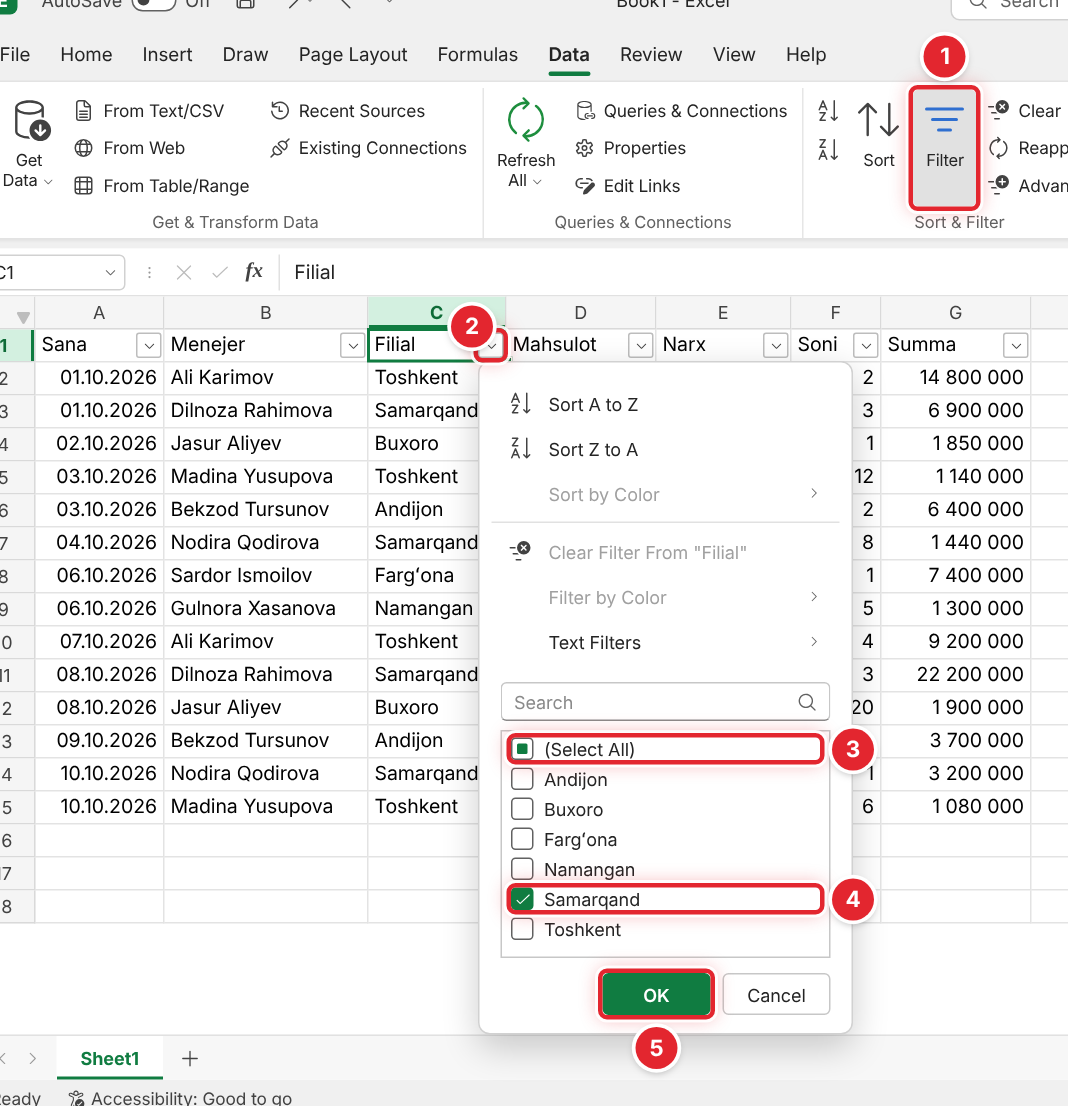 AutoSave Off Book1 - Excel Search
File Home Insert Draw Page Layout Formulas Data Review View Help
1
Get Data
From Text/CSV
From Web
From Table/Range
Recent Sources
Existing Connections
Get & Transform Data
Refresh All
Queries & Connections
Properties
Edit Links
Queries & Connections
Sort
Filter
Clear
Reapp
Advan
Sort & Filter
C1 fx Filial
A B C D E F G
2
1 Sana Menejer Filial Mahsulot Narx Soni Summa
2 01.10.2026 Ali Karimov Toshkent 2 14 800 000
3 01.10.2026 Dilnoza Rahimova Samarqand 3 6 900 000
4 02.10.2026 Jasur Aliyev Buxoro 1 1 850 000
5 03.10.2026 Madina Yusupova Toshkent 12 1 140 000
6 03.10.2026 Bekzod Tursunov Andijon 2 6 400 000
7 04.10.2026 Nodira Qodirova Samarqand 8 1 440 000
8 06.10.2026 Sardor Ismoilov Fargʻona 1 7 400 000
9 06.10.2026 Gulnora Xasanova Namangan 5 1 300 000
0 07.10.2026 Ali Karimov Toshkent 4 9 200 000
11 08.10.2026 Dilnoza Rahimova Samarqand 3 22 200 000
2 08.10.2026 Jasur Aliyev Buxoro 20 1 900 000
3 09.10.2026 Bekzod Tursunov Andijon 3 700 000
4 10.10.2026 Nodira Qodirova Samarqand 1 3 200 000
5 10.10.2026 Madina Yusupova Toshkent 6 1 080 000
6
17
8
Sort A to Z
Sort Z to A
Sort by Color
Clear Filter From "Filial"
Filter by Color
Text Filters
Search
(Select All) 3
Andijon
Buxoro
Fargʻona
Namangan
Samarqand 4
Toshkent
OK Cancel
5
Sheet1
Ready Accessibility: Good to go